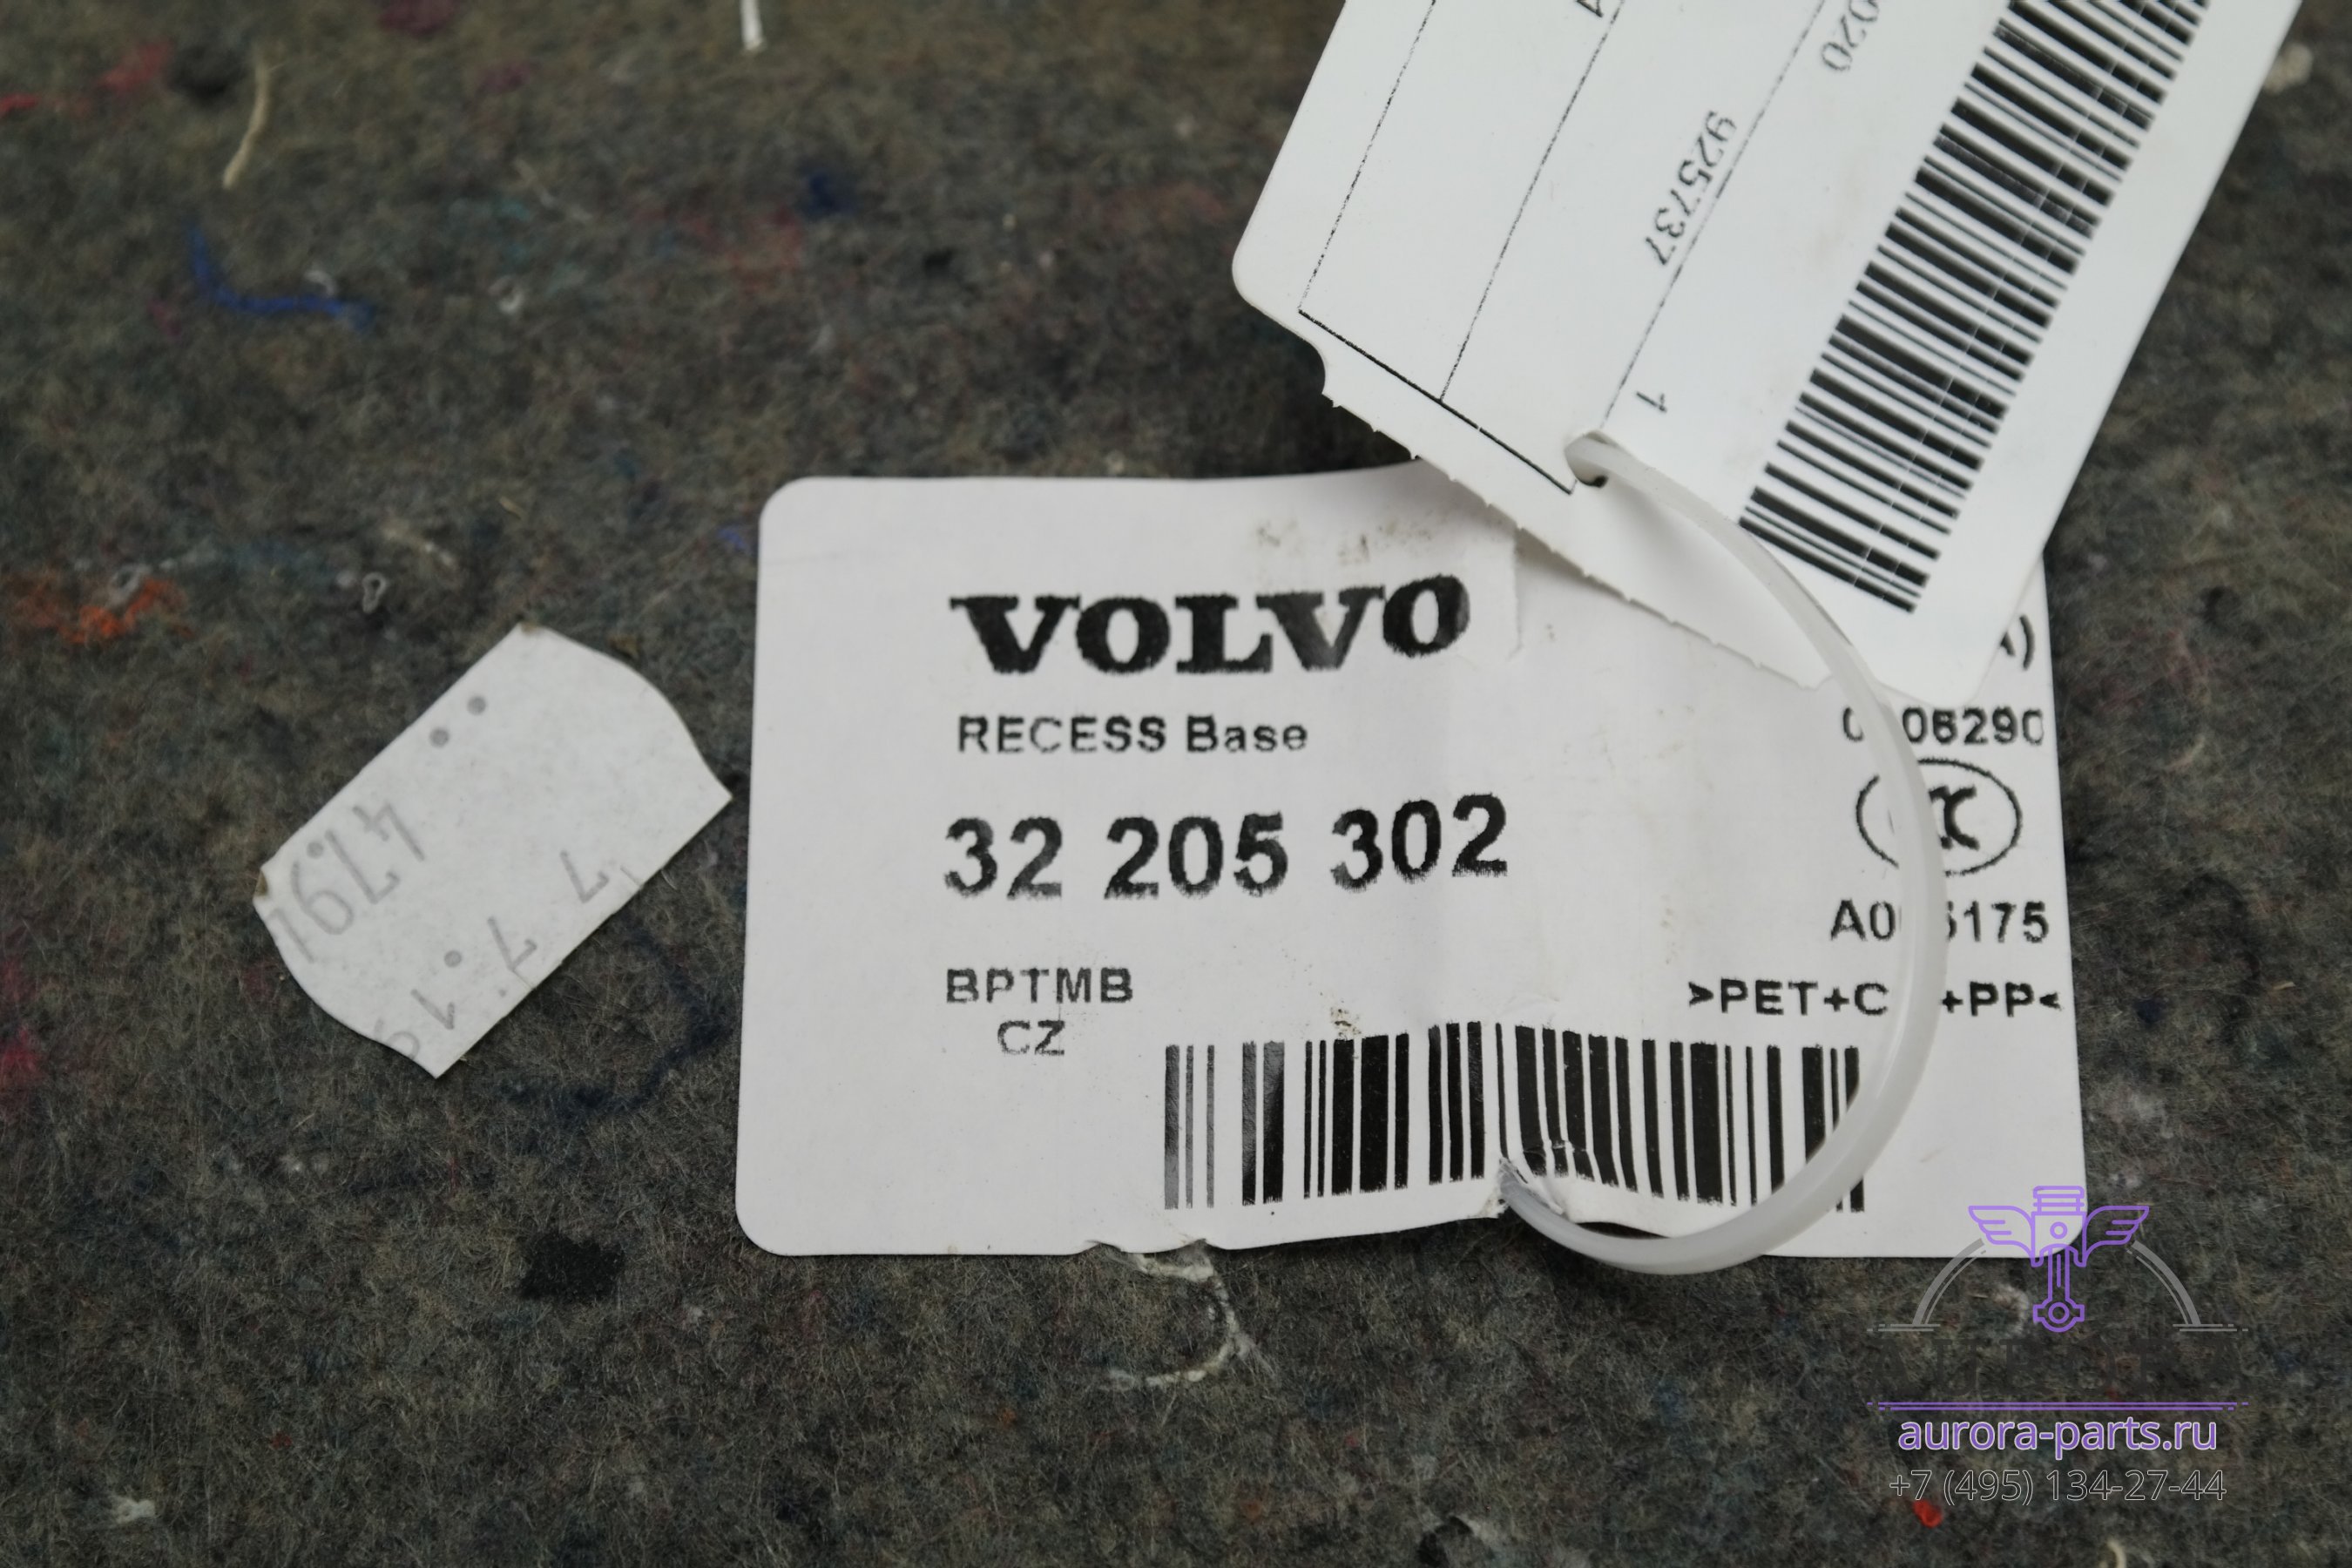 020
925737
1
VOLVO
RECESS Base
32 205 302
BPTMB
CZ
06290
A0 5175
>PET+C +PP<
aurora-parts.ru
+7 (495) 134-27-44